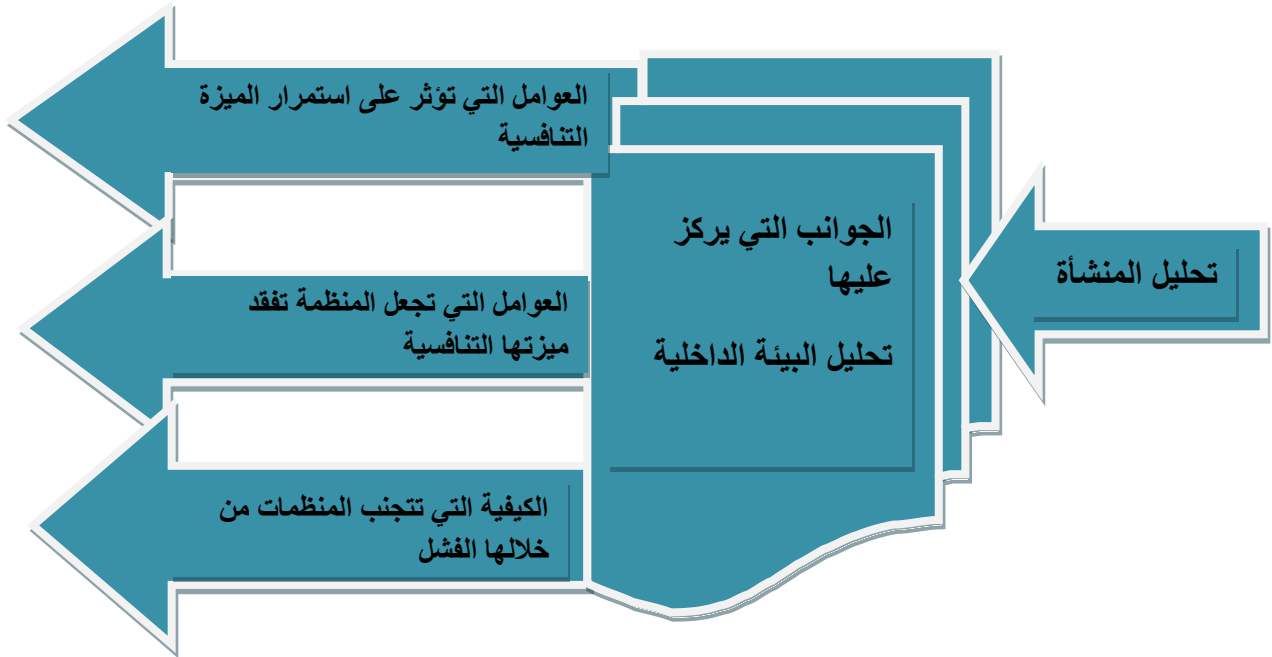 تحليل المنشأة
الجوانب التي يركز
عليها
تحليل البيئة الداخلية
العوامل التي تؤثر على استمرار الميزة
التنافسية
العوامل التي تجعل المنظمة تفقد
ميزتها التنافسية
الكيفية التي تتجنب المنظمات من
خلالها الفشل